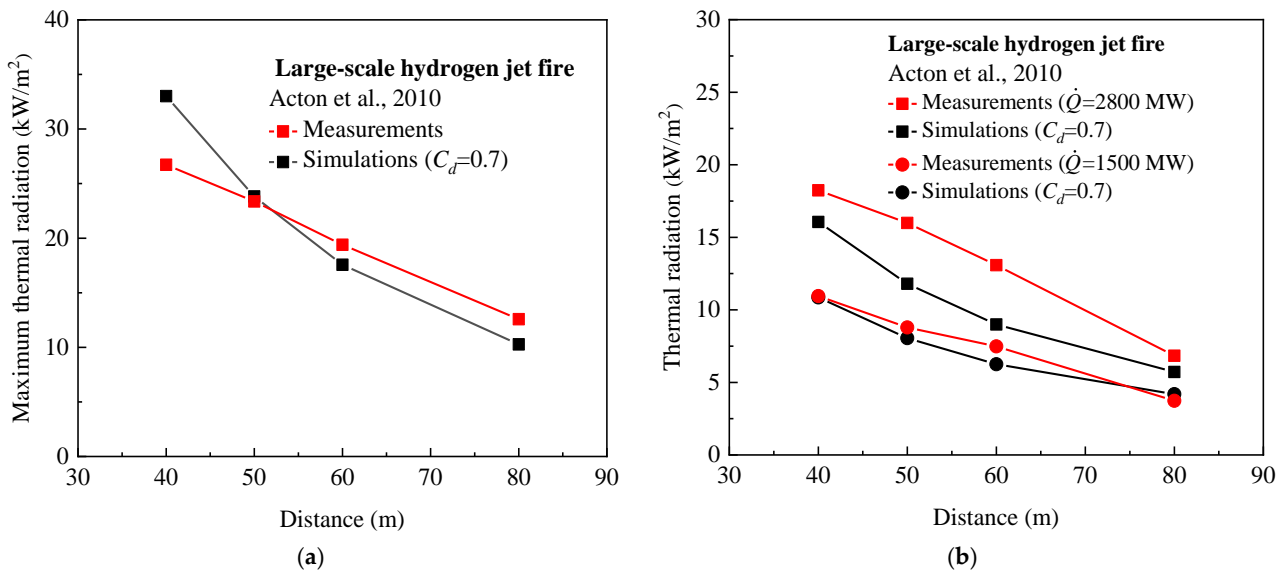 40
30
20
10
0
30
40
50
60
70
80
90
Maximum thermal radiation (kW/m²)
Distance (m)
Large-scale hydrogen jet fire
Acton et al., 2010
Measurements
Simulations (C_d=0.7)
(a)
30
25
20
15
10
5
0
30
40
50
60
70
80
90
Thermal radiation (kW/m²)
Distance (m)
Large-scale hydrogen jet fire
Acton et al., 2010
Measurements (Q̇=2800 MW)
Simulations (C_d=0.7)
Measurements (Q̇=1500 MW)
Simulations (C_d=0.7)
(b)